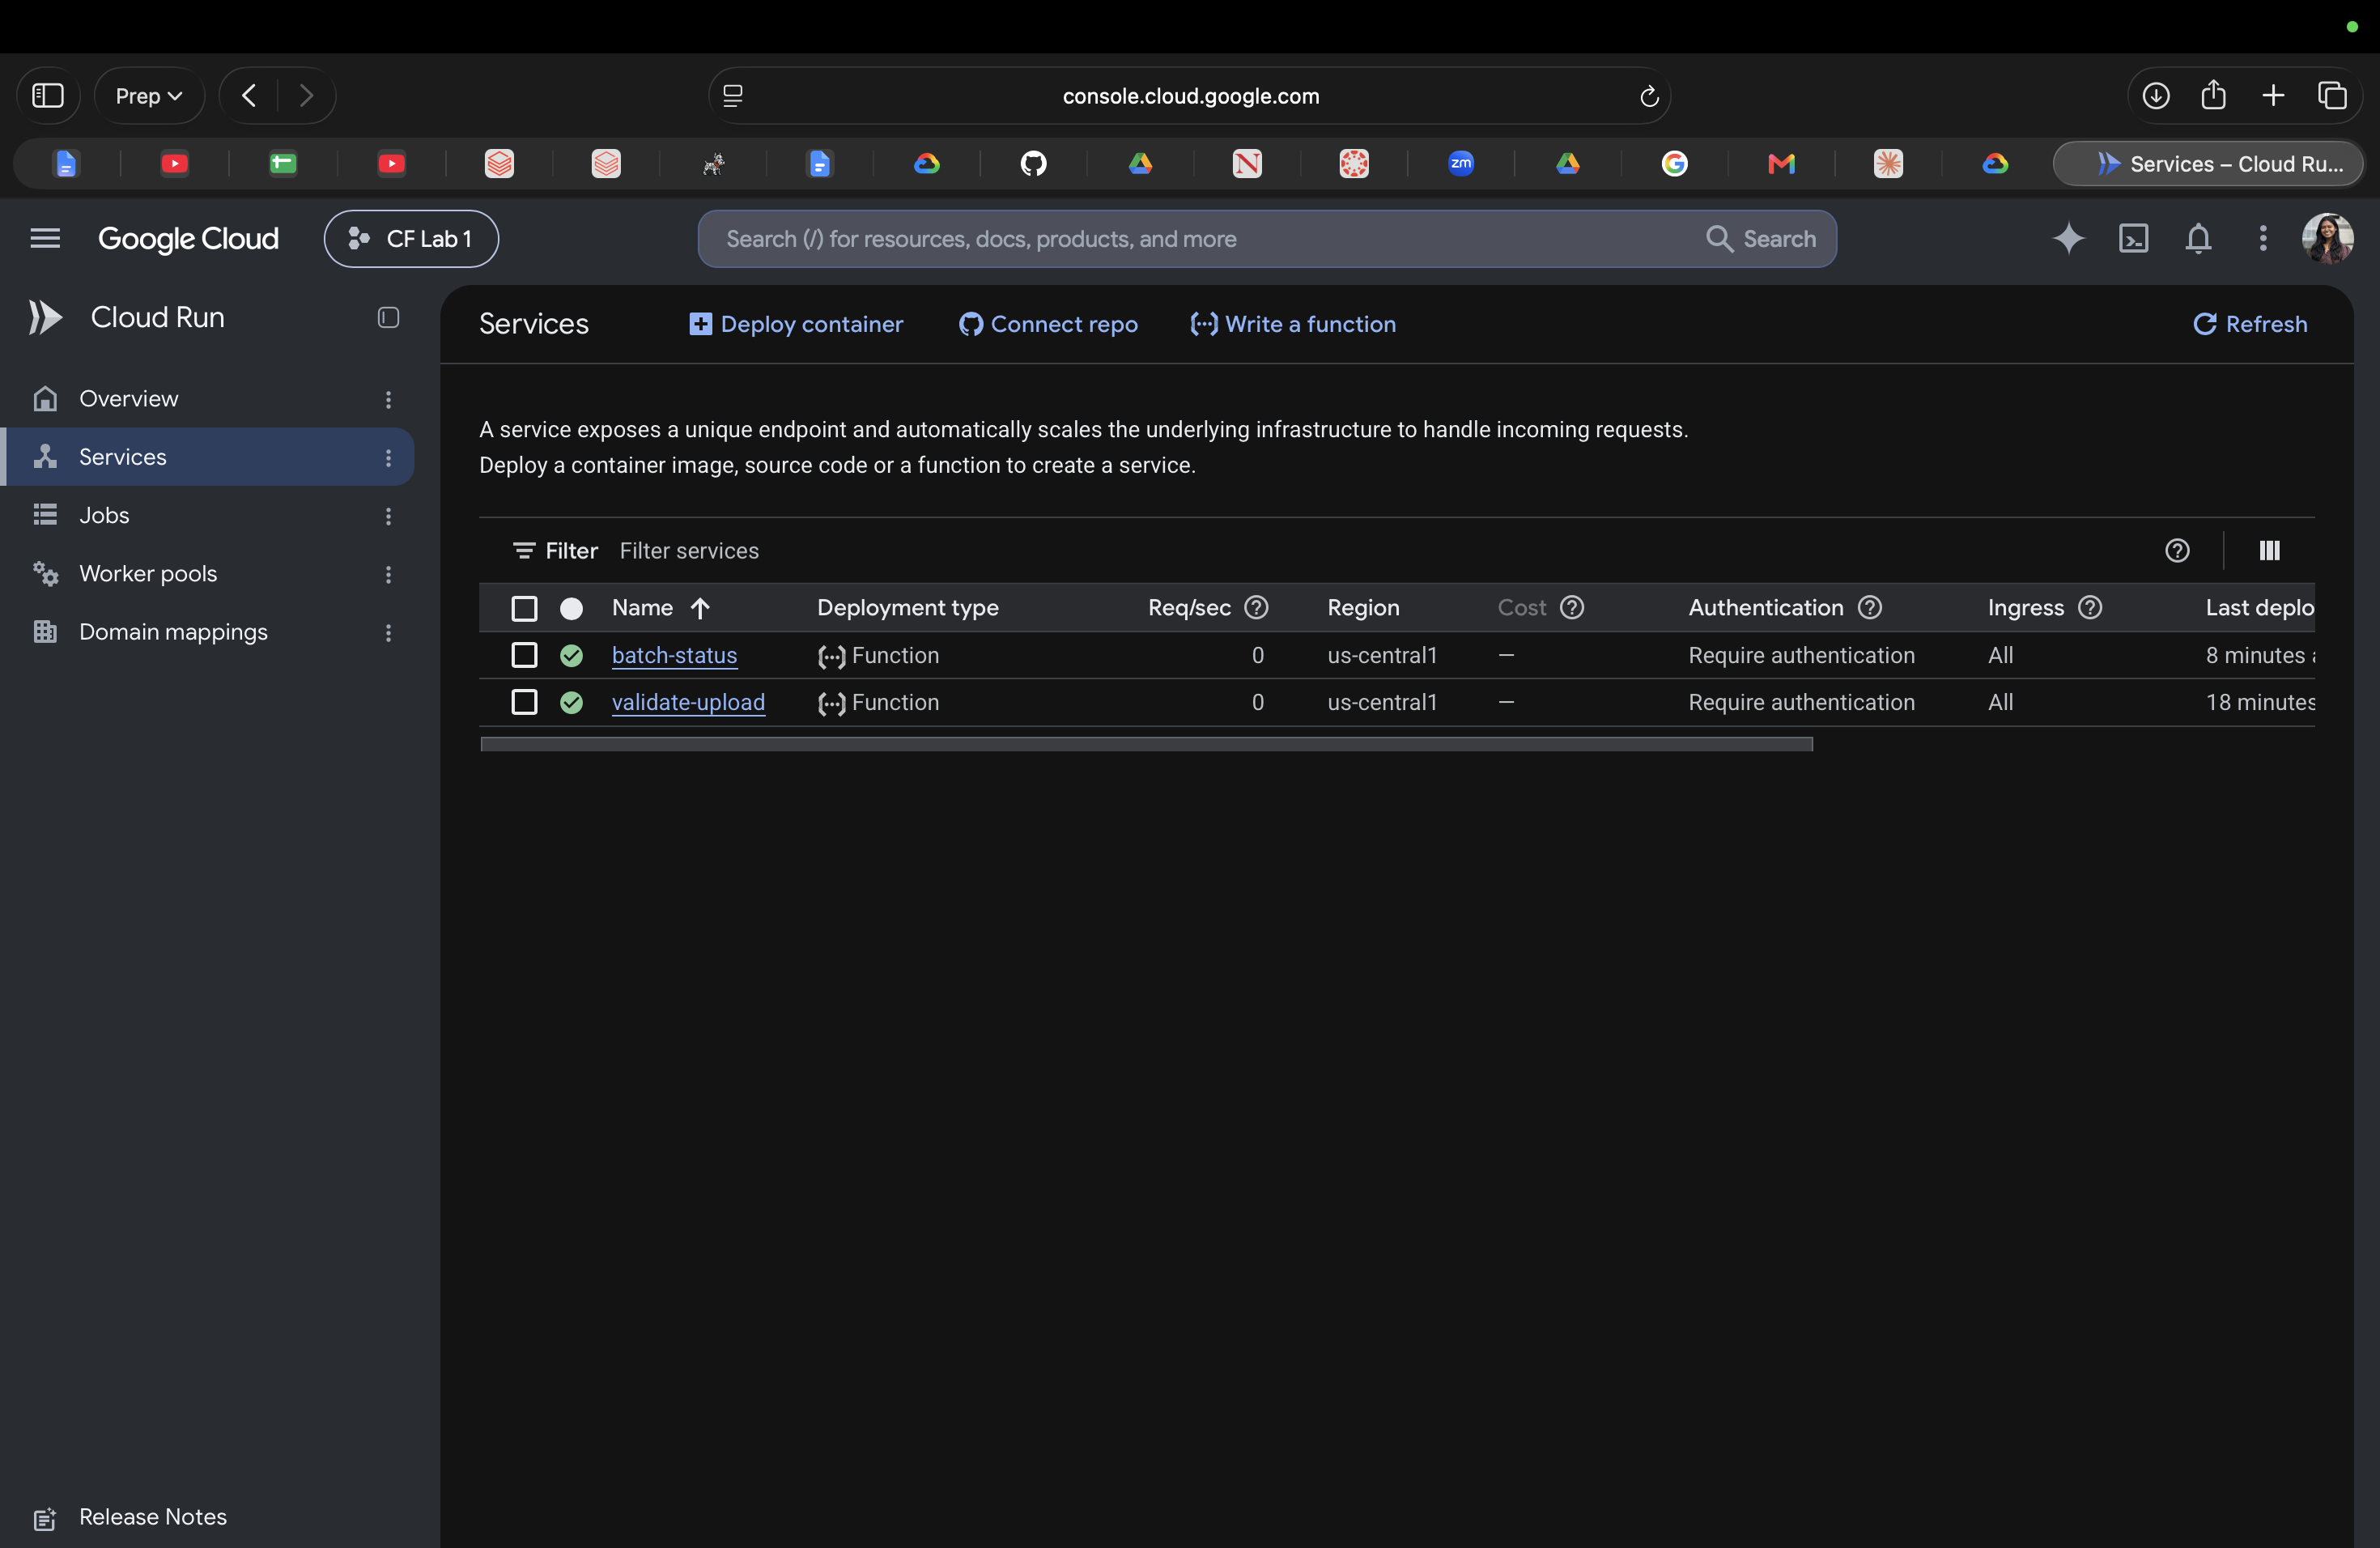 Prep
console.cloud.google.com
zm
Services – Cloud Ru...
Google Cloud
CF Lab 1
Search (/) for resources, docs, products, and more
Search
Cloud Run
Overview
Services
Jobs
Worker pools
Domain mappings
Release Notes
Services
Deploy container
Connect repo
Write a function
Refresh
A service exposes a unique endpoint and automatically scales the underlying infrastructure to handle incoming requests.
Deploy a container image, source code or a function to create a service.
Filter Filter services
Name Deployment type Req/sec Region Cost Authentication Ingress Last deplo
batch-status Function 0 us-central1 – Require authentication All 8 minutes
validate-upload Function 0 us-central1 – Require authentication All 18 minutes